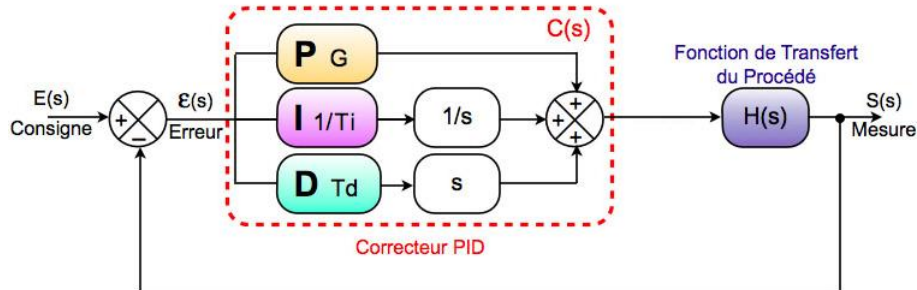 C(s)
P G
Fonction de Transfert
du Procédé
E(s)
Consigne
+
−
ε(s)
Erreur
I 1/Ti
1/s
+
+
+
H(s)
S(s)
Mesure
D Td
s
Correcteur PID